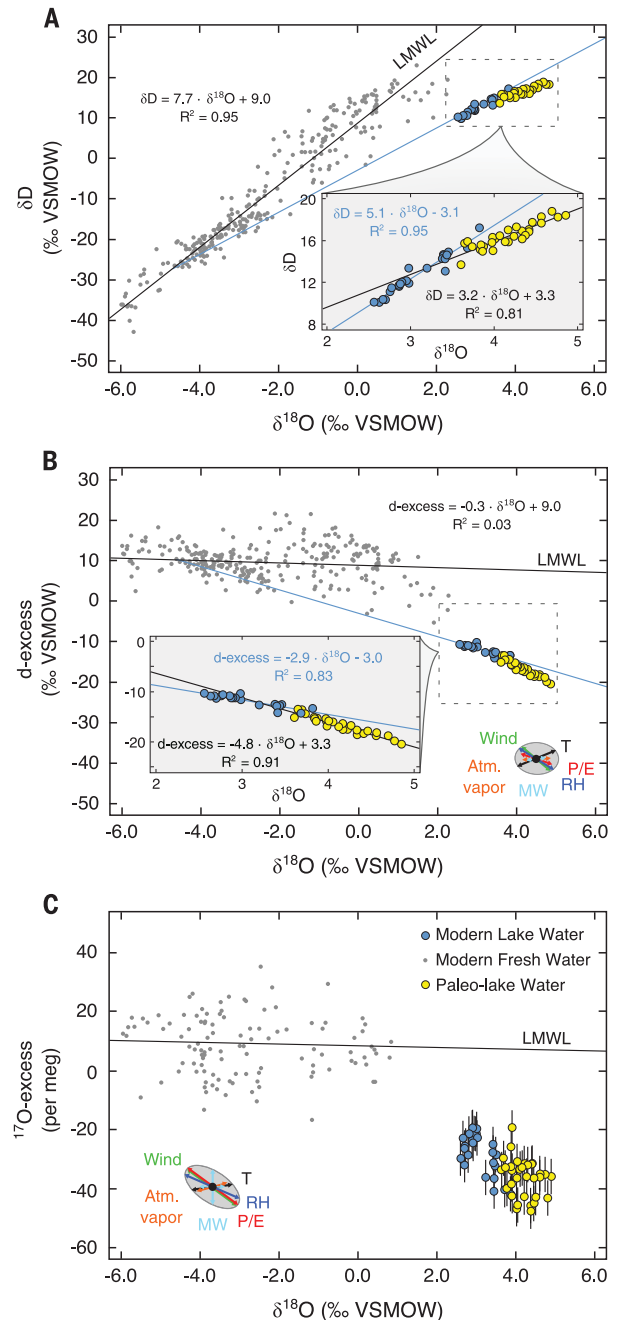 A
30
20
10
0
-10
-20
-30
-50
δD
(‰ VSMOW)
LMWL
δD = 7.7 · δ18O + 9.0
R2 = 0.95
20
16
12
8
δD
δD = 5.1 · δ18O - 3.1
R2 = 0.95
δD = 3.2 · δ18O + 3.3
R2 = 0.81
2 3 4 5
δ18O
-6.0 -4.0 -2.0 0.0 2.0 4.0 6.0
δ18O (‰ VSMOW)
B
30
20
10
0
-10
-20
-30
-50
d-excess
(‰ VSMOW)
d-excess = -0.3 · δ18O + 9.0
R2 = 0.03
LMWL
0
-10
-20
d-excess = -2.9 · δ18O - 3.0
R2 = 0.83
d-excess = -4.8 · δ18O + 3.3
R2 = 0.91
2 3 4 5
δ18O
Wind
T
Atm.
vapor
P/E
MW
RH
-6.0 -4.0 -2.0 0.0 2.0 4.0 6.0
δ18O (‰ VSMOW)
C
40
20
0
-20
-40
-60
17O-excess
(per meg)
Modern Lake Water
Modern Fresh Water
Paleo-lake Water
LMWL
Wind
T
Atm.
vapor
RH
MW
P/E
-6.0 -4.0 -2.0 0.0 2.0 4.0 6.0
δ18O (‰ VSMOW)